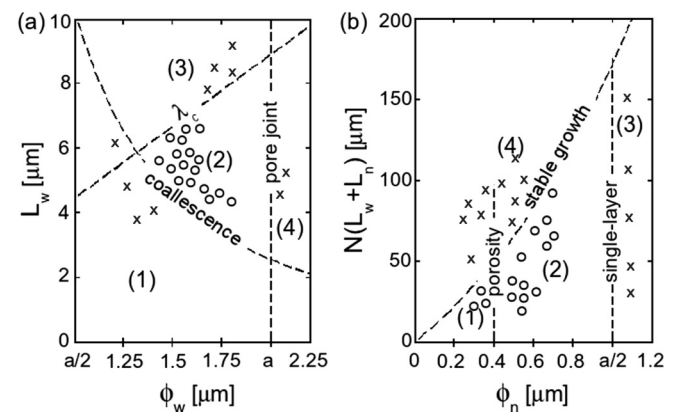 (a)
10
8
6
4
2
0
L_w [μm]
a/2
1.25
1.5
1.75
a
2.25
ϕ_w [μm]
(1)
(2)
(3)
(4)
λ_c
coallescence
pore joint
(b)
200
150
100
50
0
N(L_w+L_n) [μm]
0
0.2
0.4
0.6
0.8
a/2
1.2
ϕ_n [μm]
(1)
(2)
(3)
(4)
porosity
stable growth
single-layer